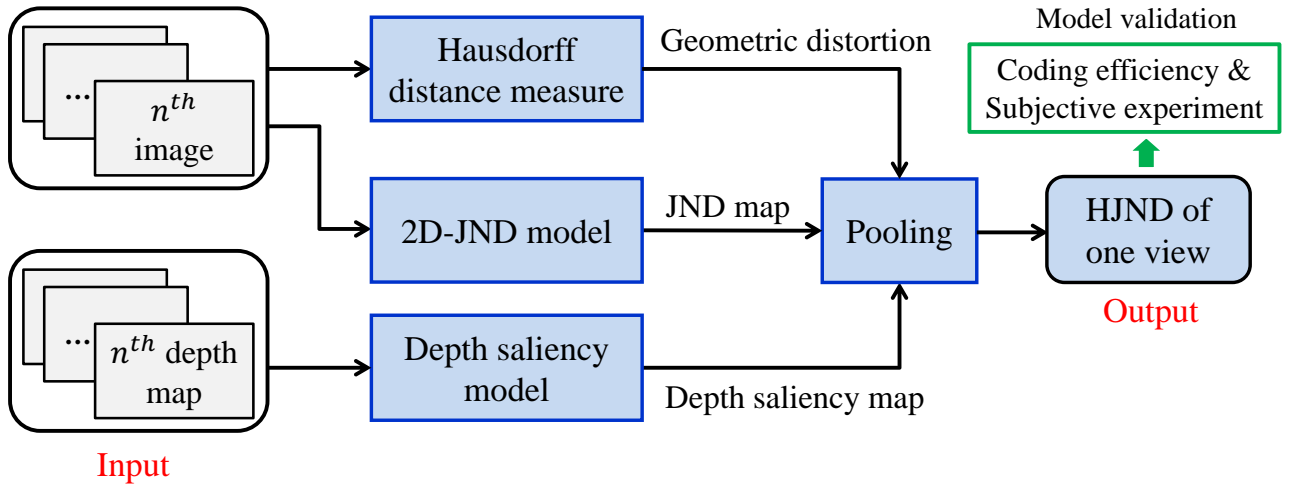 ...
n^{th}
image
...
n^{th} depth
map
Input
Hausdorff
distance measure
2D-JND model
Depth saliency
model
Geometric distortion
JND map
Depth saliency map
Pooling
Model validation
Coding efficiency &
Subjective experiment
HJND of
one view
Output